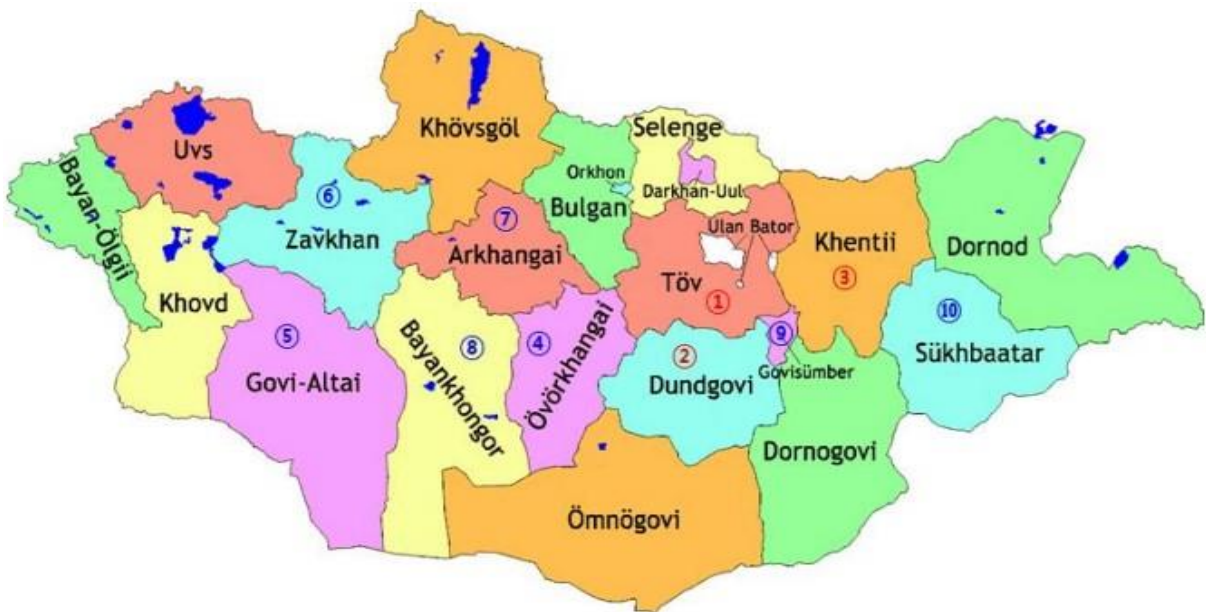 Khövsgöl
Selenge
Uvs
Orkhon
Darkhan-Uul
Bayan-Ölgii
⑥
Zavkhan
⑦
Arkhangai
Bulgan
Ulan Bator
Khentii
③
Dornod
Khovd
Töv
①
⑩
Sükhbaatar
⑤
Govi-Altai
⑧
Bayankhongor
④
Övörkhangai
②
Dundgovi
⑨
Govisümber
Dornogovi
Ömnögovi